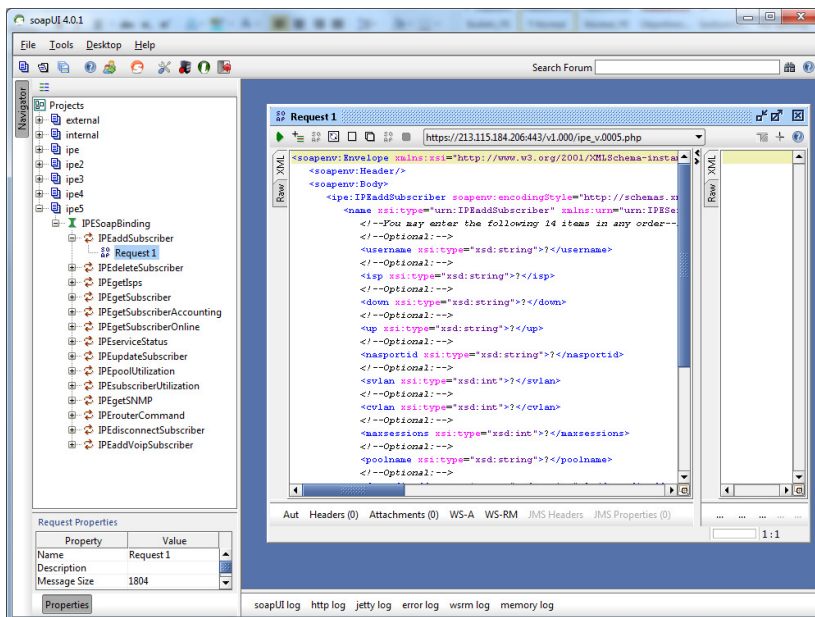 soapUI 4.0.1
File Tools Desktop Help
Search Forum
Navigator
Projects
external
internal
ipe
ipe2
ipe3
ipe4
ipe5
IPESoapBinding
IPEaddSubscriber
Request 1
IPEdeleteSubscriber
IPEgetIsps
IPEgetSubscriber
IPEgetSubscriberAccounting
IPEgetSubscriberOnline
IPEserviceStatus
IPEupdateSubscriber
IPEpoolUtilization
IPEsubscriberUtilization
IPEgetSNMP
IPErouterCommand
IPEdisconnectSubscriber
IPEaddVoipSubscriber
Request Properties
Property Value
Name Request 1
Description
Message Size 1804
Properties
Request 1
https://213.115.184.206:443/v1.000/ipe_v.0005.php
XML
Raw
<soapenv:Envelope xmlns:xsi="http://www.w3.org/2001/XMLSchema-instan
<soapenv:Header/>
<soapenv:Body>
<ipe:IPEaddSubscriber soapenv:encodingStyle="http://schemas.xm
<name xsi:type="urn:IPEaddSubscriber" xmlns:urn="urn:IPESe
<!--You may enter the following 14 items in any order--
<!--Optional:-->
<username xsi:type="xsd:string">?</username>
<!--Optional:-->
<isp xsi:type="xsd:string">?</isp>
<!--Optional:-->
<down xsi:type="xsd:string">?</down>
<!--Optional:-->
<up xsi:type="xsd:string">?</up>
<!--Optional:-->
<nasportid xsi:type="xsd:string">?</nasportid>
<!--Optional:-->
<svlan xsi:type="xsd:int">?</svlan>
<!--Optional:-->
<cvlan xsi:type="xsd:int">?</cvlan>
<!--Optional:-->
<maxsessions xsi:type="xsd:int">?</maxsessions>
<!--Optional:-->
<poolname xsi:type="xsd:string">?</poolname>
<!--Optional:-->
XML
Raw
Aut Headers (0) Attachments (0) WS-A WS-RM JMS Headers JMS Properties (0)
... ... ... ... ...
1:1
soapUI log http log jetty log error log wsrm log memory log